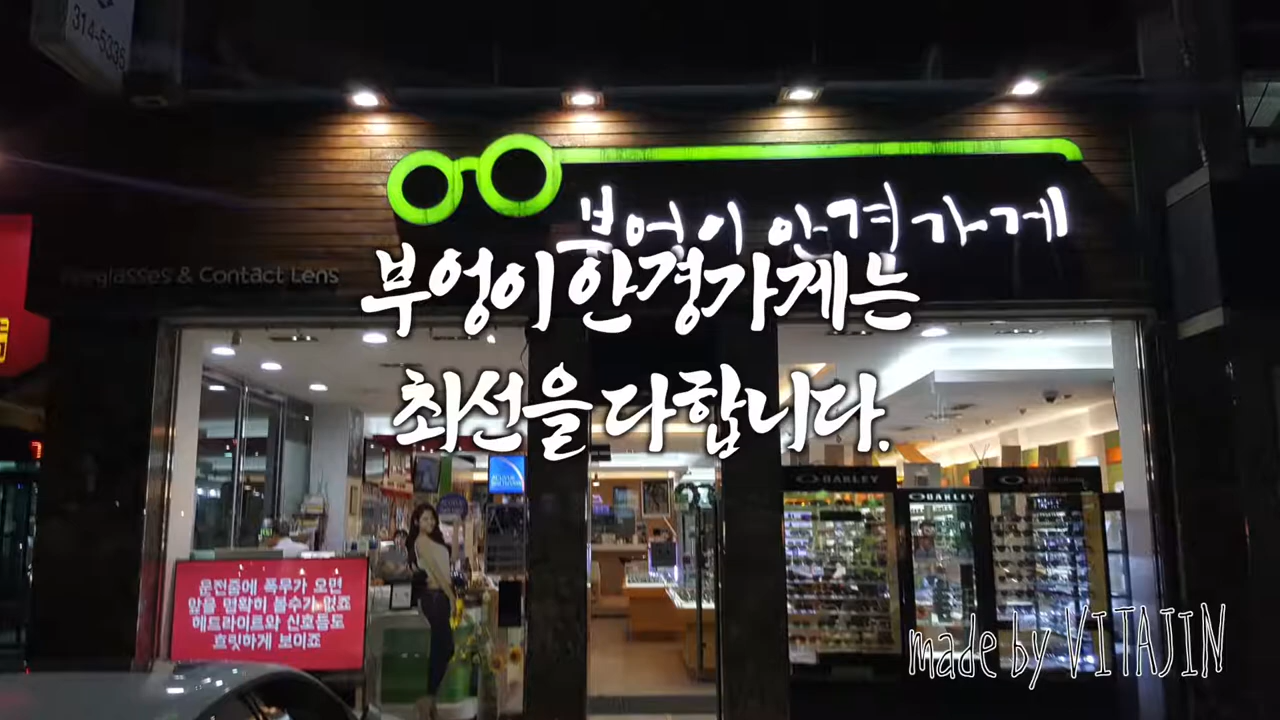 314-5335
부엉이 안경가게
Eyeglasses & Contact Lens
부엉이 안경가게는
최선을 다합니다.
OAKLEY
OAKLEY
운전중에 폭우가 오면
앞을 명확히 볼수가 없죠
헤드라이트와 신호등도
흐릿하게 보이죠
made by VITAJIN